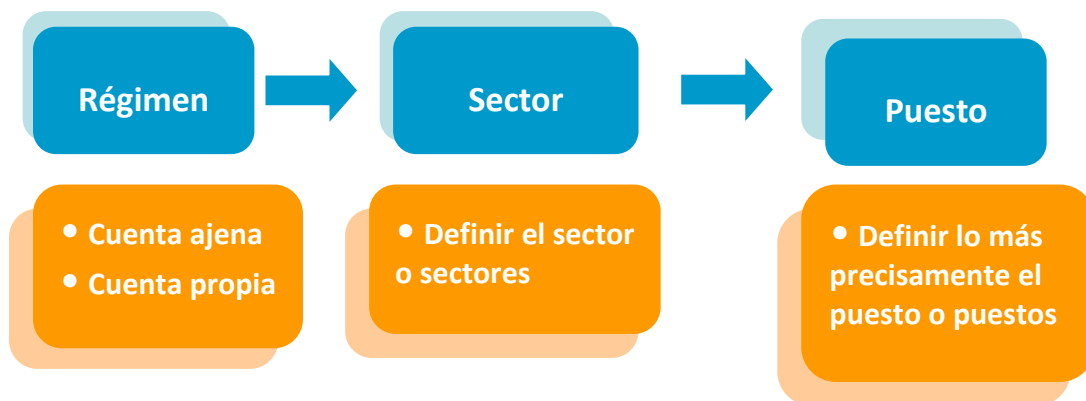 Régimen
Sector
Puesto
• Cuenta ajena
• Cuenta propia
• Definir el sector
o sectores
• Definir lo más
precisamente el
puesto o puestos